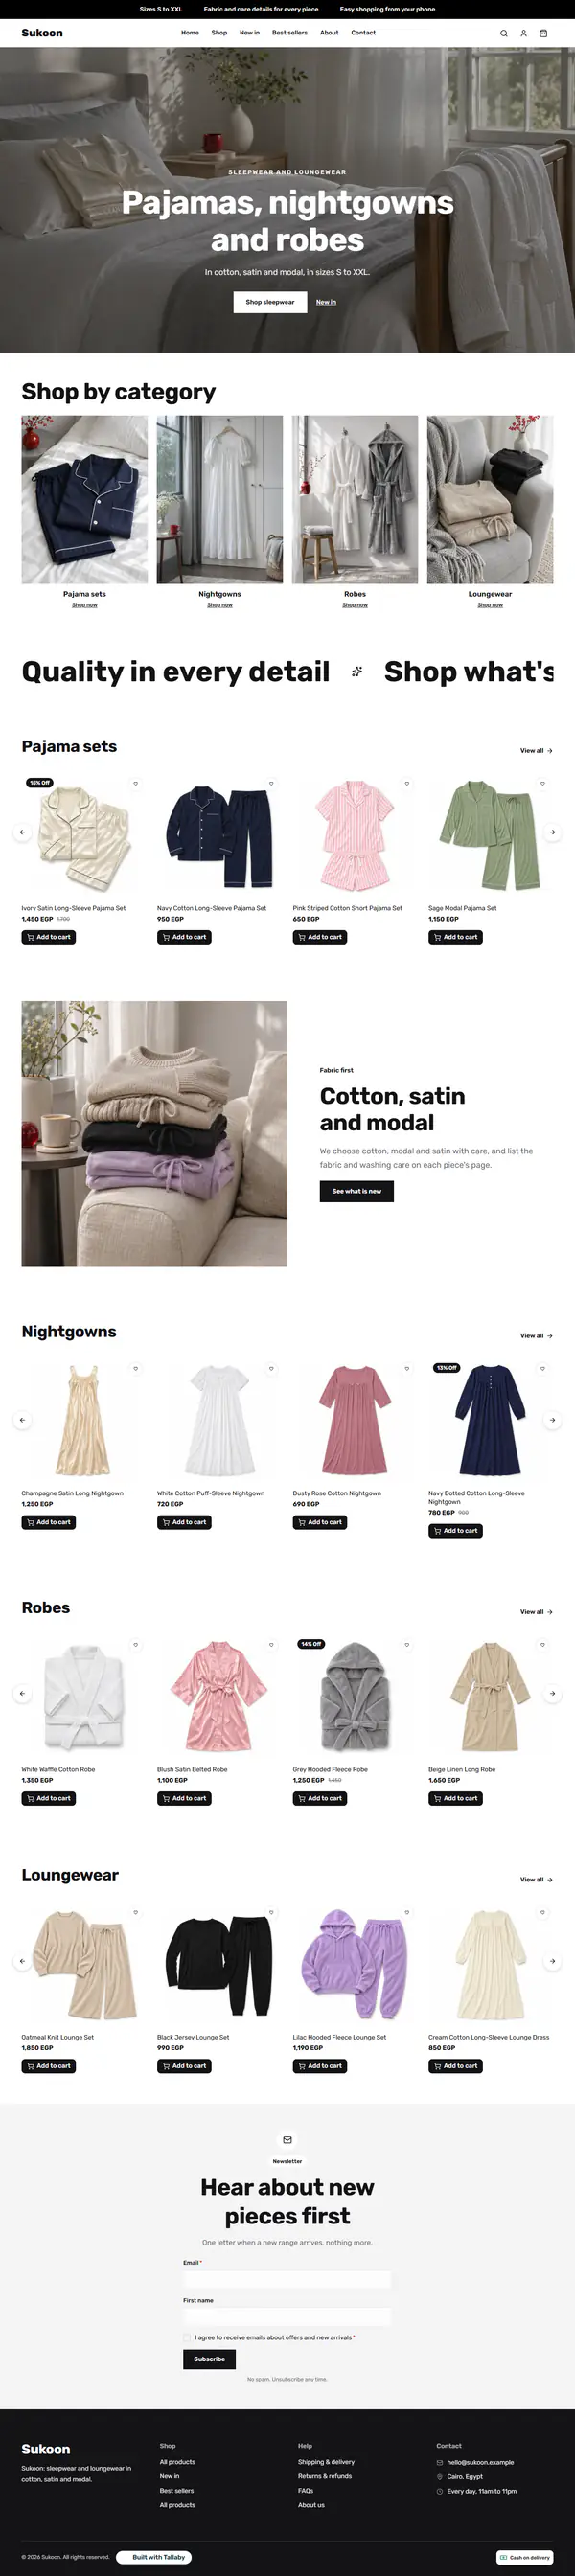 Sizes S to XXL
Fabric and care details for every piece
Easy shopping from your phone
Sukoon
Home
Shop
New in
Best sellers
About
Contact
SLEEPWEAR AND LOUNGEWEAR
Pajamas, nightgowns
and robes
In cotton, satin and modal, in sizes S to XXL.
Shop sleepwear
New in
Shop by category
Pajama sets
Shop now
Nightgowns
Shop now
Robes
Shop now
Loungewear
Shop now
Quality in every detail
Shop what's
Pajama sets
View all
15% Off
Ivory Satin Long-Sleeve Pajama Set
1,450 EGP 1,700
Add to cart
Navy Cotton Long-Sleeve Pajama Set
950 EGP
Add to cart
Pink Striped Cotton Short Pajama Set
650 EGP
Add to cart
Sage Modal Pajama Set
1,150 EGP
Add to cart
Fabric first
Cotton, satin
and modal
We choose cotton, modal and satin with care, and list the
fabric and washing care on each piece's page.
See what is new
Nightgowns
View all
Champagne Satin Long Nightgown
1,250 EGP
Add to cart
White Cotton Puff-Sleeve Nightgown
720 EGP
Add to cart
Dusty Rose Cotton Nightgown
690 EGP
Add to cart
13% Off
Navy Dotted Cotton Long-Sleeve
Nightgown
780 EGP 900
Add to cart
Robes
View all
White Waffle Cotton Robe
1,350 EGP
Add to cart
Blush Satin Belted Robe
1,100 EGP
Add to cart
14% Off
Grey Hooded Fleece Robe
1,250 EGP 1,450
Add to cart
Beige Linen Long Robe
1,650 EGP
Add to cart
Loungewear
View all
Oatmeal Knit Lounge Set
1,850 EGP
Add to cart
Black Jersey Lounge Set
990 EGP
Add to cart
Lilac Hooded Fleece Lounge Set
1,190 EGP
Add to cart
Cream Cotton Long-Sleeve Lounge Dress
850 EGP
Add to cart
Newsletter
Hear about new
pieces first
One letter when a new range arrives, nothing more.
Email *
First name
I agree to receive emails about offers and new arrivals *
Subscribe
No spam. Unsubscribe any time.
Sukoon
Sukoon: sleepwear and loungewear in
cotton, satin and modal.
Shop
All products
New in
Best sellers
All products
Help
Shipping & delivery
Returns & refunds
FAQs
About us
Contact
hello@sukoon.example
Cairo, Egypt
Every day, 11am to 11pm
© 2026 Sukoon. All rights reserved.
Built with Tallaby
Cash on delivery